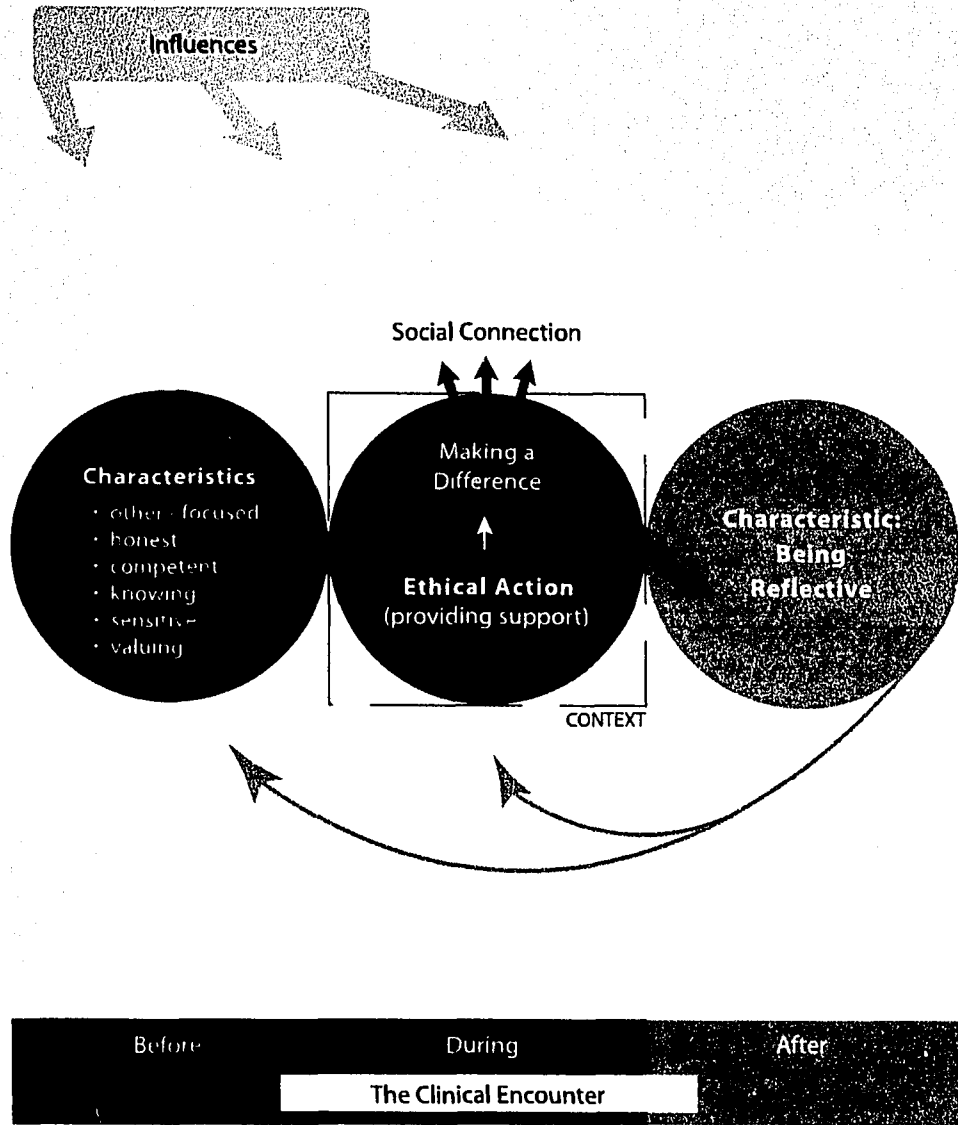 Influences
Social Connection
Characteristics
• other-focused
• honest
• competent
• knowing
• sensitive
• valuing
Making a
Difference
Ethical Action
(providing support)
CONTEXT
Characteristic:
Being
Reflective
Before
During
After
The Clinical Encounter